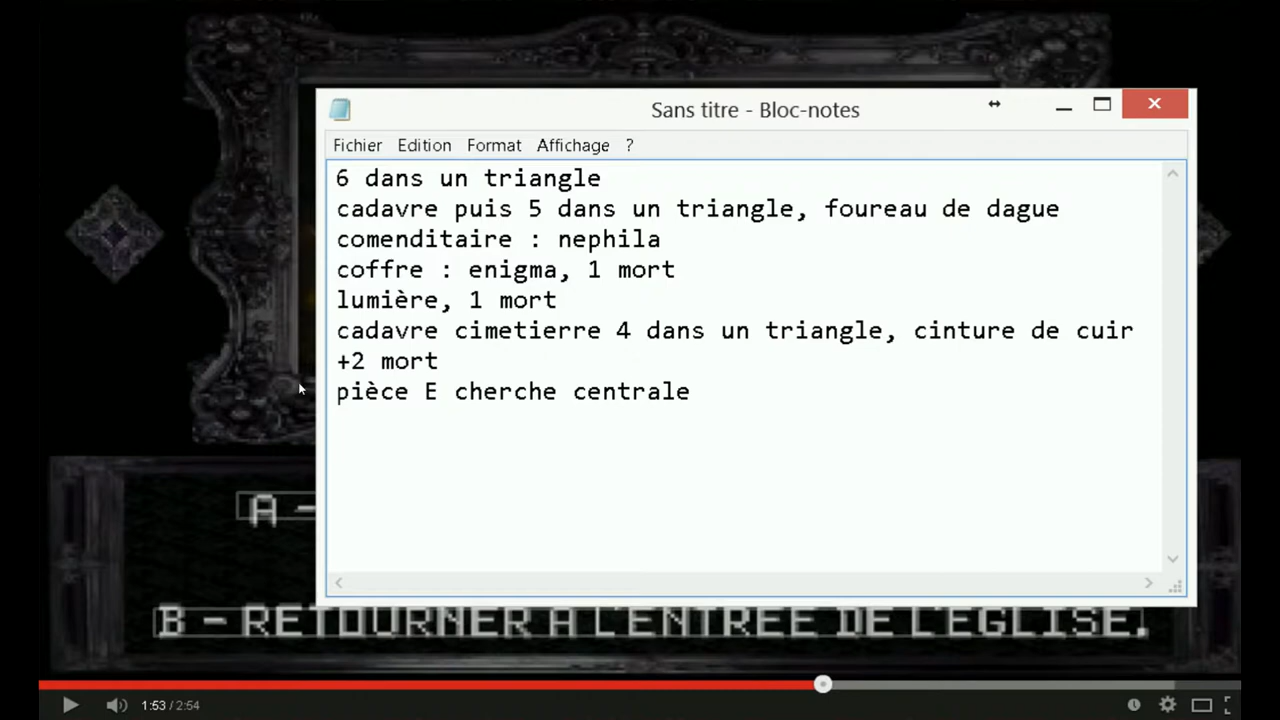 Sans titre - Bloc-notes
Fichier Edition Format Affichage ?
6 dans un triangle
cadavre puis 5 dans un triangle, foureau de dague
comenditaire : nephila
coffre : enigma, 1 mort
lumière, 1 mort
cadavre cimetierre 4 dans un triangle, cinture de cuir
+2 mort
pièce E cherche centrale
A -
B - RETOURNER A L'ENTREE DE L'EGLISE.
1:53 / 2:54